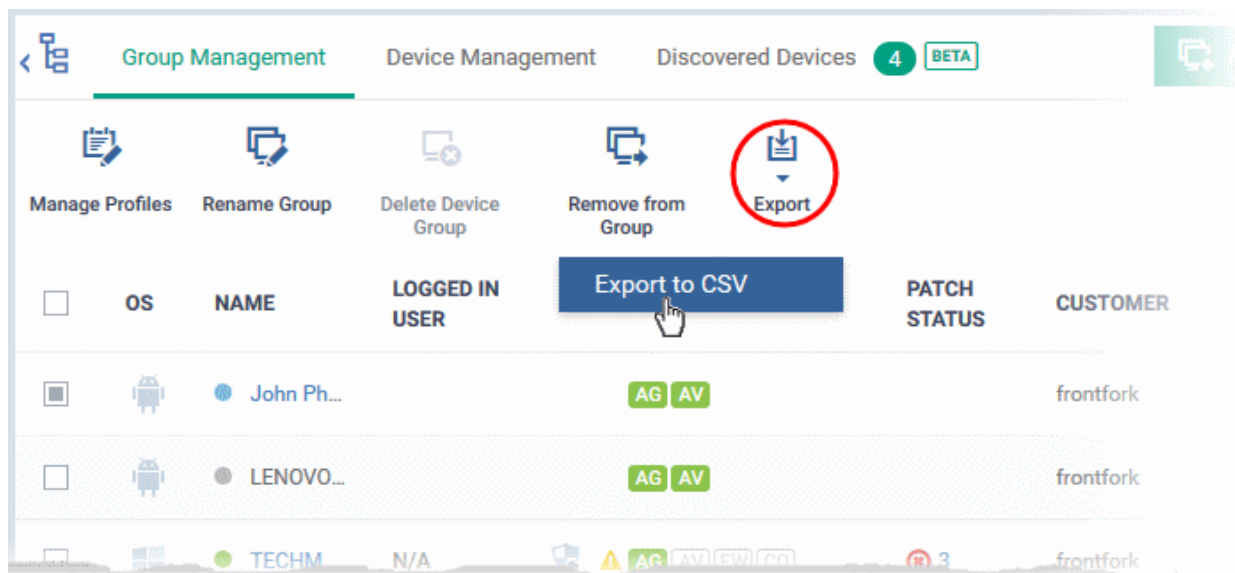 Group Management Device Management Discovered Devices 4 BETA
Manage Profiles Rename Group Delete Device Group Remove from Group Export
Export to CSV
OS NAME LOGGED IN USER PATCH STATUS CUSTOMER
John Ph... AG AV frontfork
LENOVO... AG AV frontfork
TECHM N/A AG AV FW CO 3 frontfork